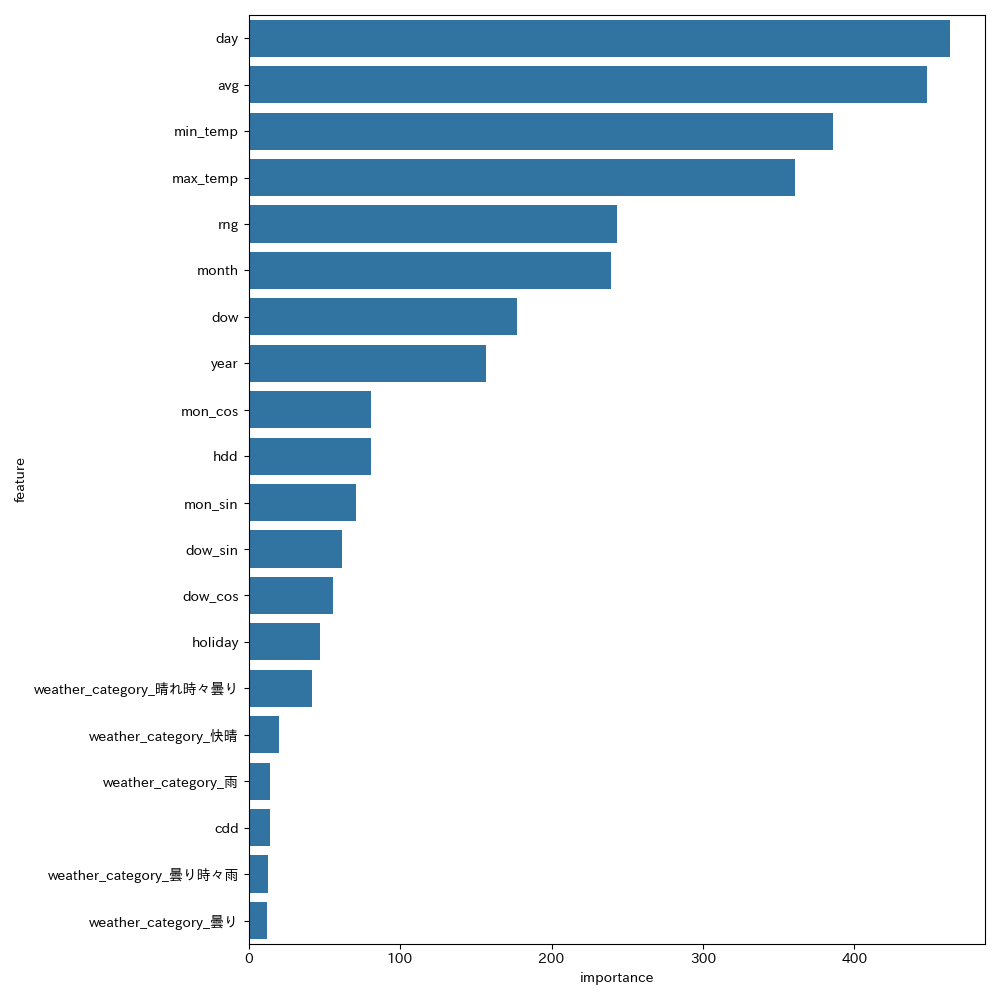 day
avg
min_temp
max_temp
rng
month
dow
year
mon_cos
hdd
mon_sin
dow_sin
dow_cos
holiday
weather_category_晴れ時々曇り
weather_category_快晴
weather_category_雨
cdd
weather_category_曇り時々雨
weather_category_曇り
feature
0 100 200 300 400
importance